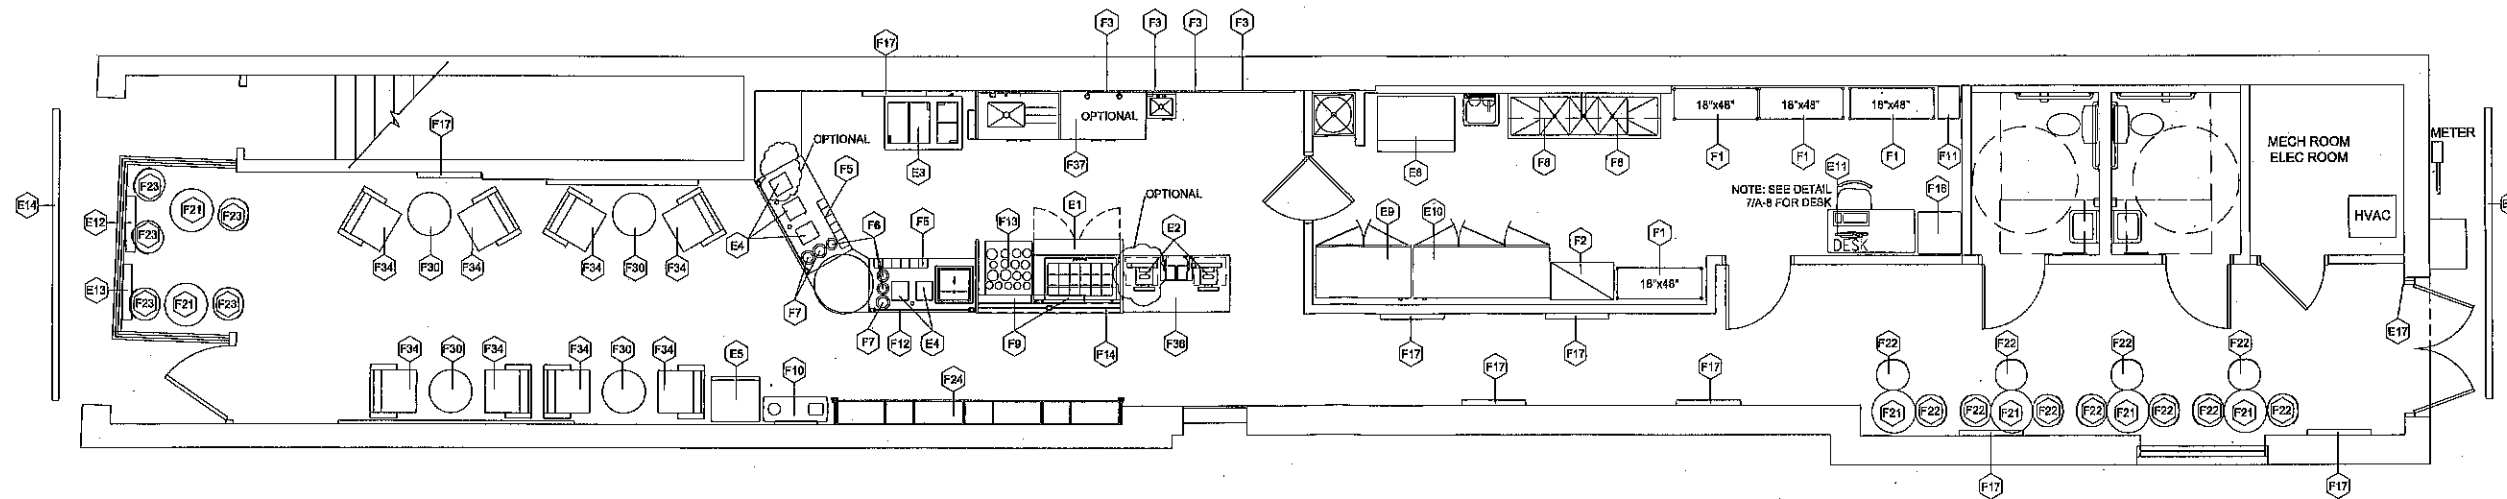 F3
F3
F3
F3
F17
18"x48"
18"x48"
18"x48"
OPTIONAL
MECH ROOM
ELEC ROOM
METER
F17
OPTIONAL
E3
F37
E6
F1
F1
F1
F11
F5
E11
NOTE: SEE DETAIL
7/A-8 FOR DESK
F16
F23
F21
F23
E14
E12
F23
OPTIONAL
HVAC
E4
F6
F5
F13
E1
E2
E9
E10
F2
F1
DESK
F34
F30
F34
F34
F30
F34
E13
F23
F21
F23
18"x48"
F7
F7
F12
E4
F9
F14
F36
F17
F17
E17
F34
F30
F34
F34
F30
F34
E5
F10
F24
F17
F17
F22
F22
F22
F22
F21
F22
F22
F21
F22
F22
F21
F22
F22
F21
F22
F17
F17